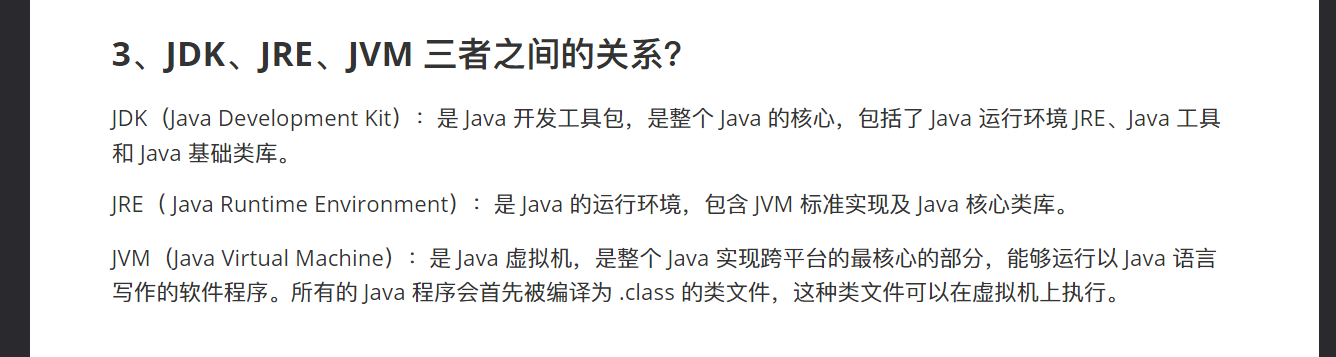 3、JDK、JRE、JVM 三者之间的关系？
JDK（Java Development Kit）：是 Java 开发工具包，是整个 Java 的核心，包括了 Java 运行环境 JRE、Java 工具
和 Java 基础类库。
JRE（ Java Runtime Environment）：是 Java 的运行环境，包含 JVM 标准实现及 Java 核心类库。
JVM（Java Virtual Machine）：是 Java 虚拟机，是整个 Java 实现跨平台的最核心的部分，能够运行以 Java 语言
写作的软件程序。所有的 Java 程序会首先被编译为 .class 的类文件，这种类文件可以在虚拟机上执行。